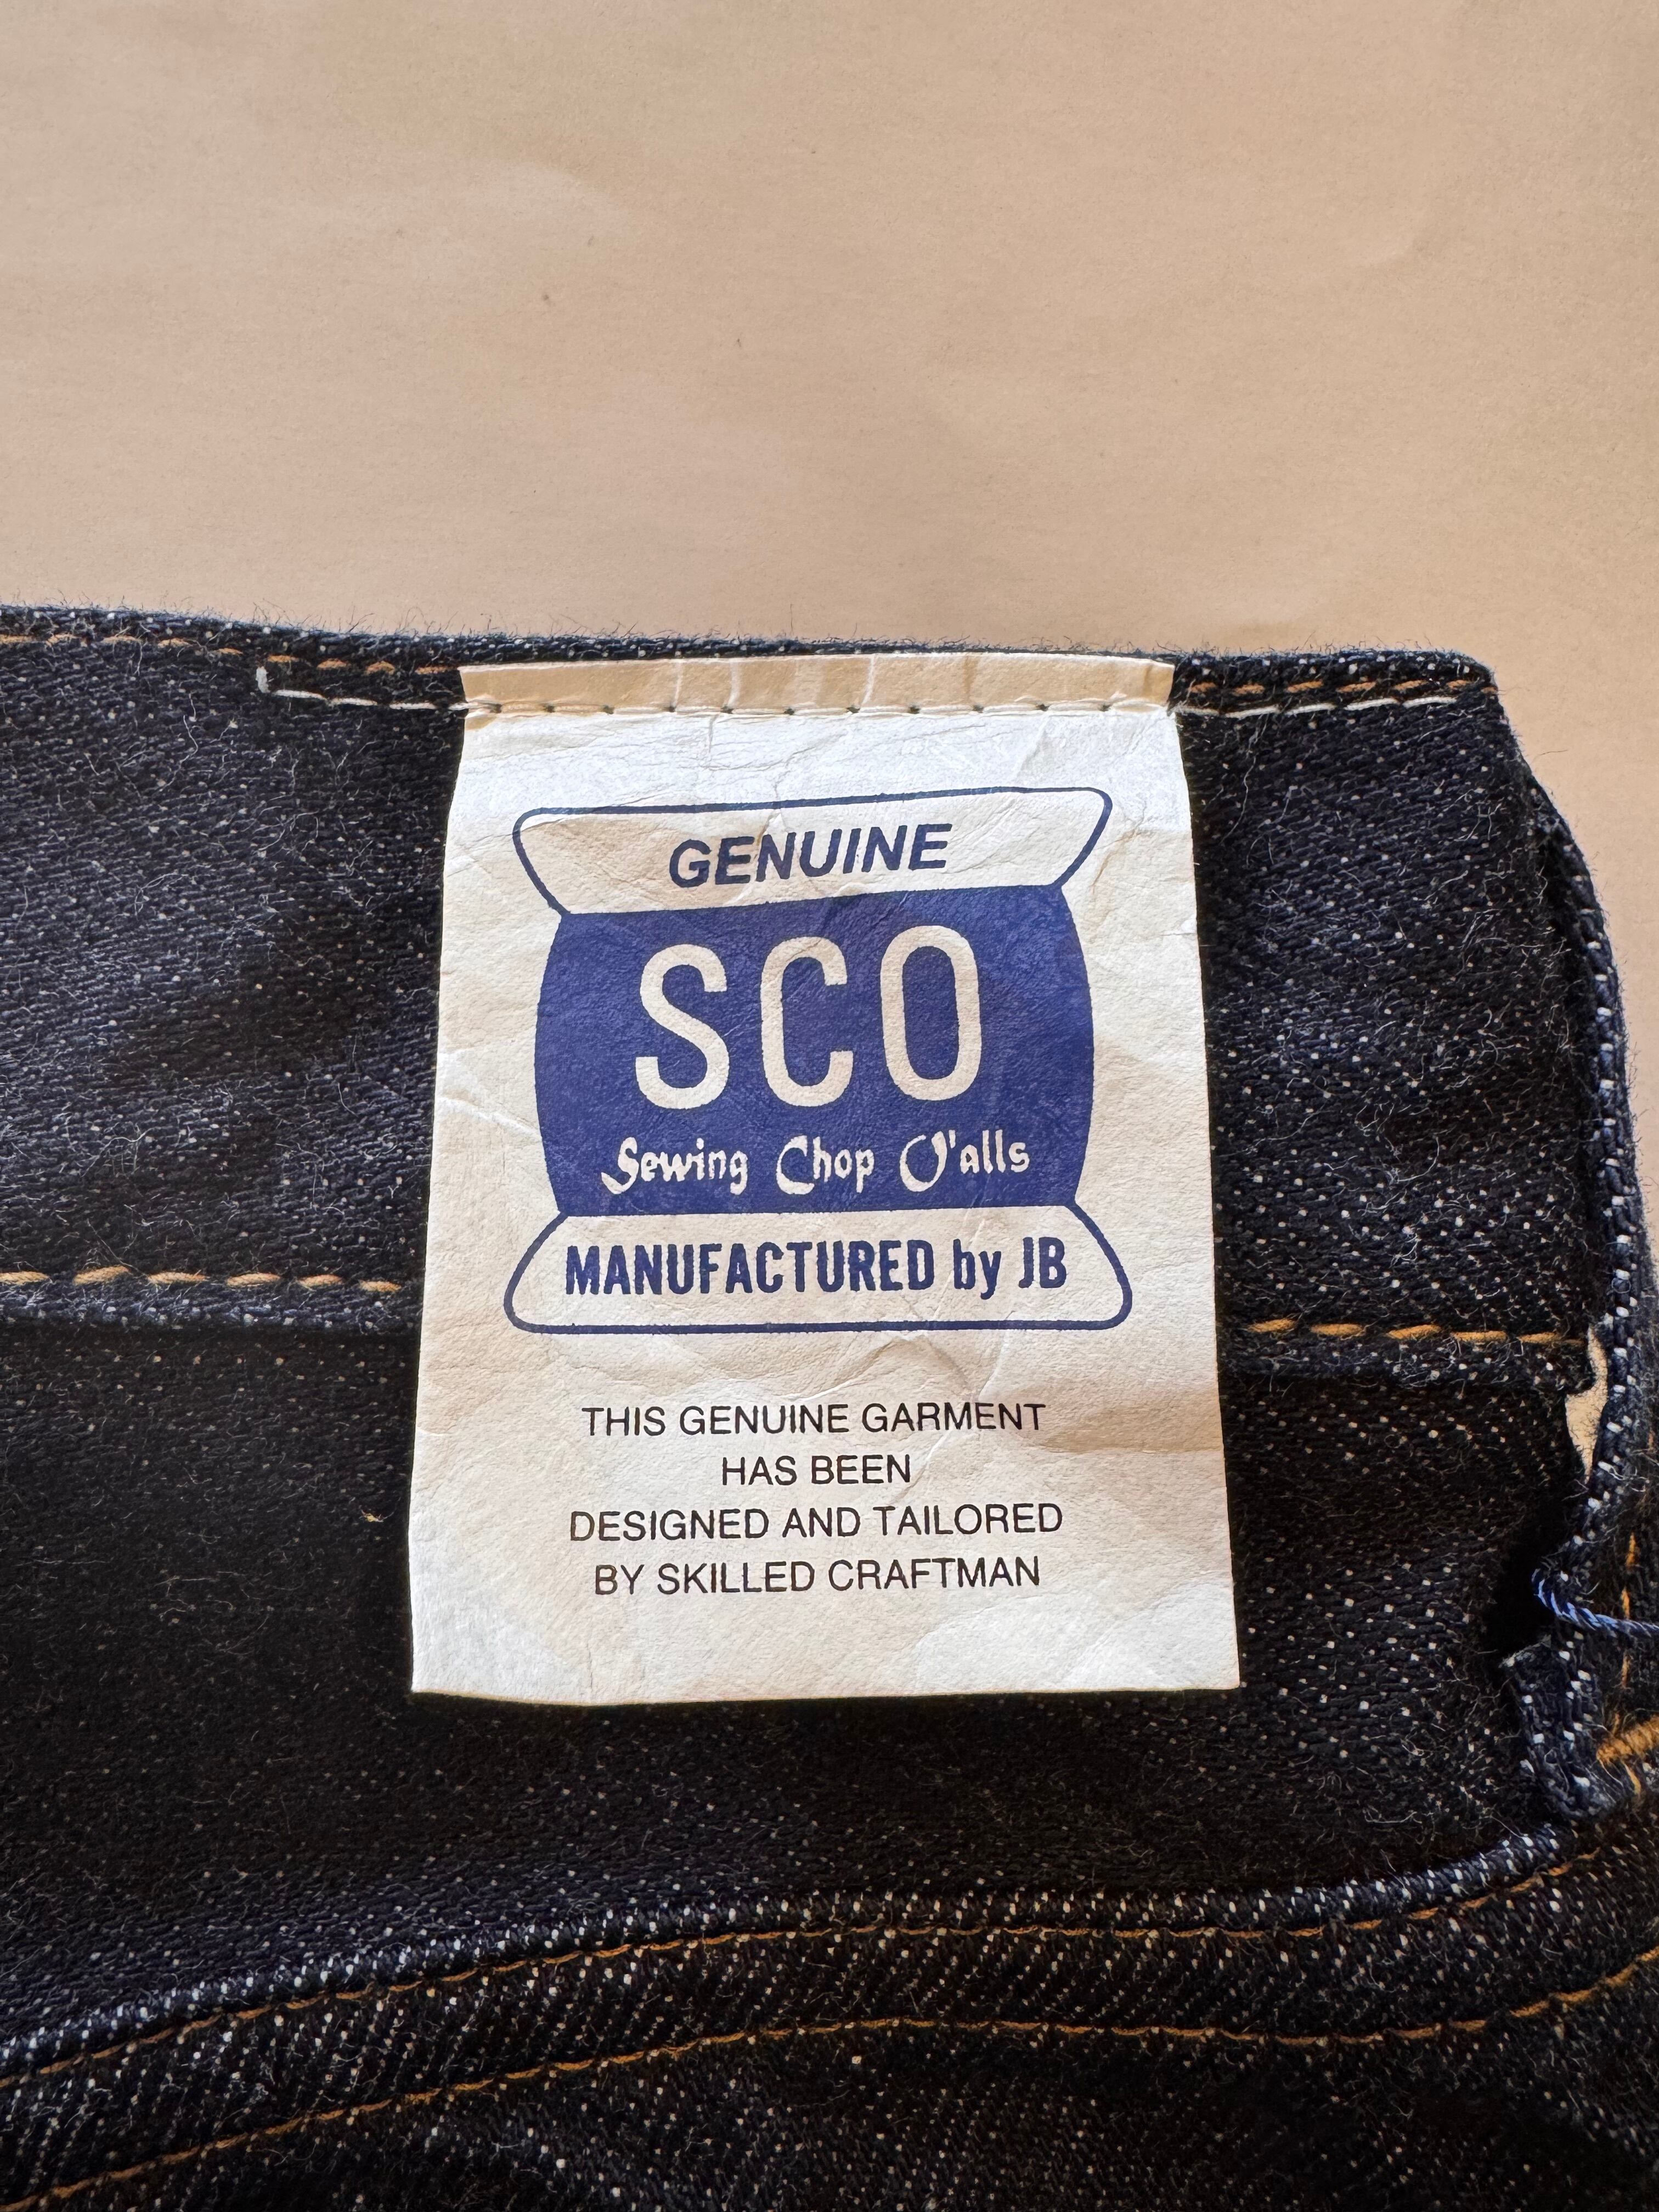 GENUINE
SCO
Sewing Chop O'alls
MANUFACTURED by JB
THIS GENUINE GARMENT
HAS BEEN
DESIGNED AND TAILORED
BY SKILLED CRAFTMAN